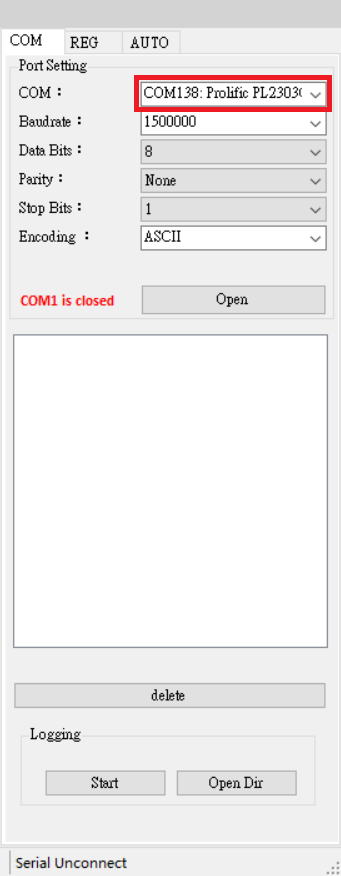 COM REG AUTO
Port Setting
COM： COM138: Prolific PL2303
Baudrate： 1500000
Data Bits： 8
Parity： None
Stop Bits： 1
Encoding ： ASCII
COM1 is closed Open
delete
Logging
Start Open Dir
Serial Unconnect